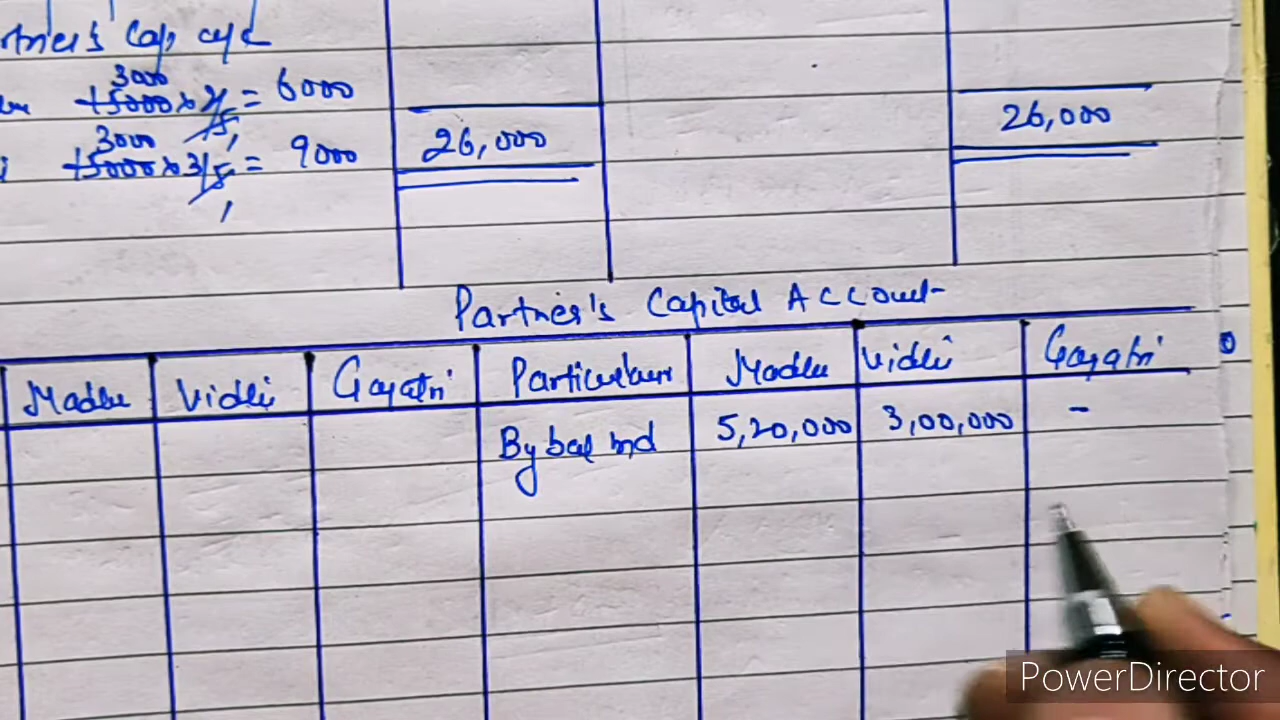 Partner's Cap a/c
3000
15000 x 2/5 = 6000
26,000
3000
15000 x 3/5 = 9000
26,000
Partner's Capital Account
Madhu Vidhi Gayatri Particulars Madhu Vidhi Gayatri
By bal b/d 5,20,000 3,00,000 -
PowerDirector